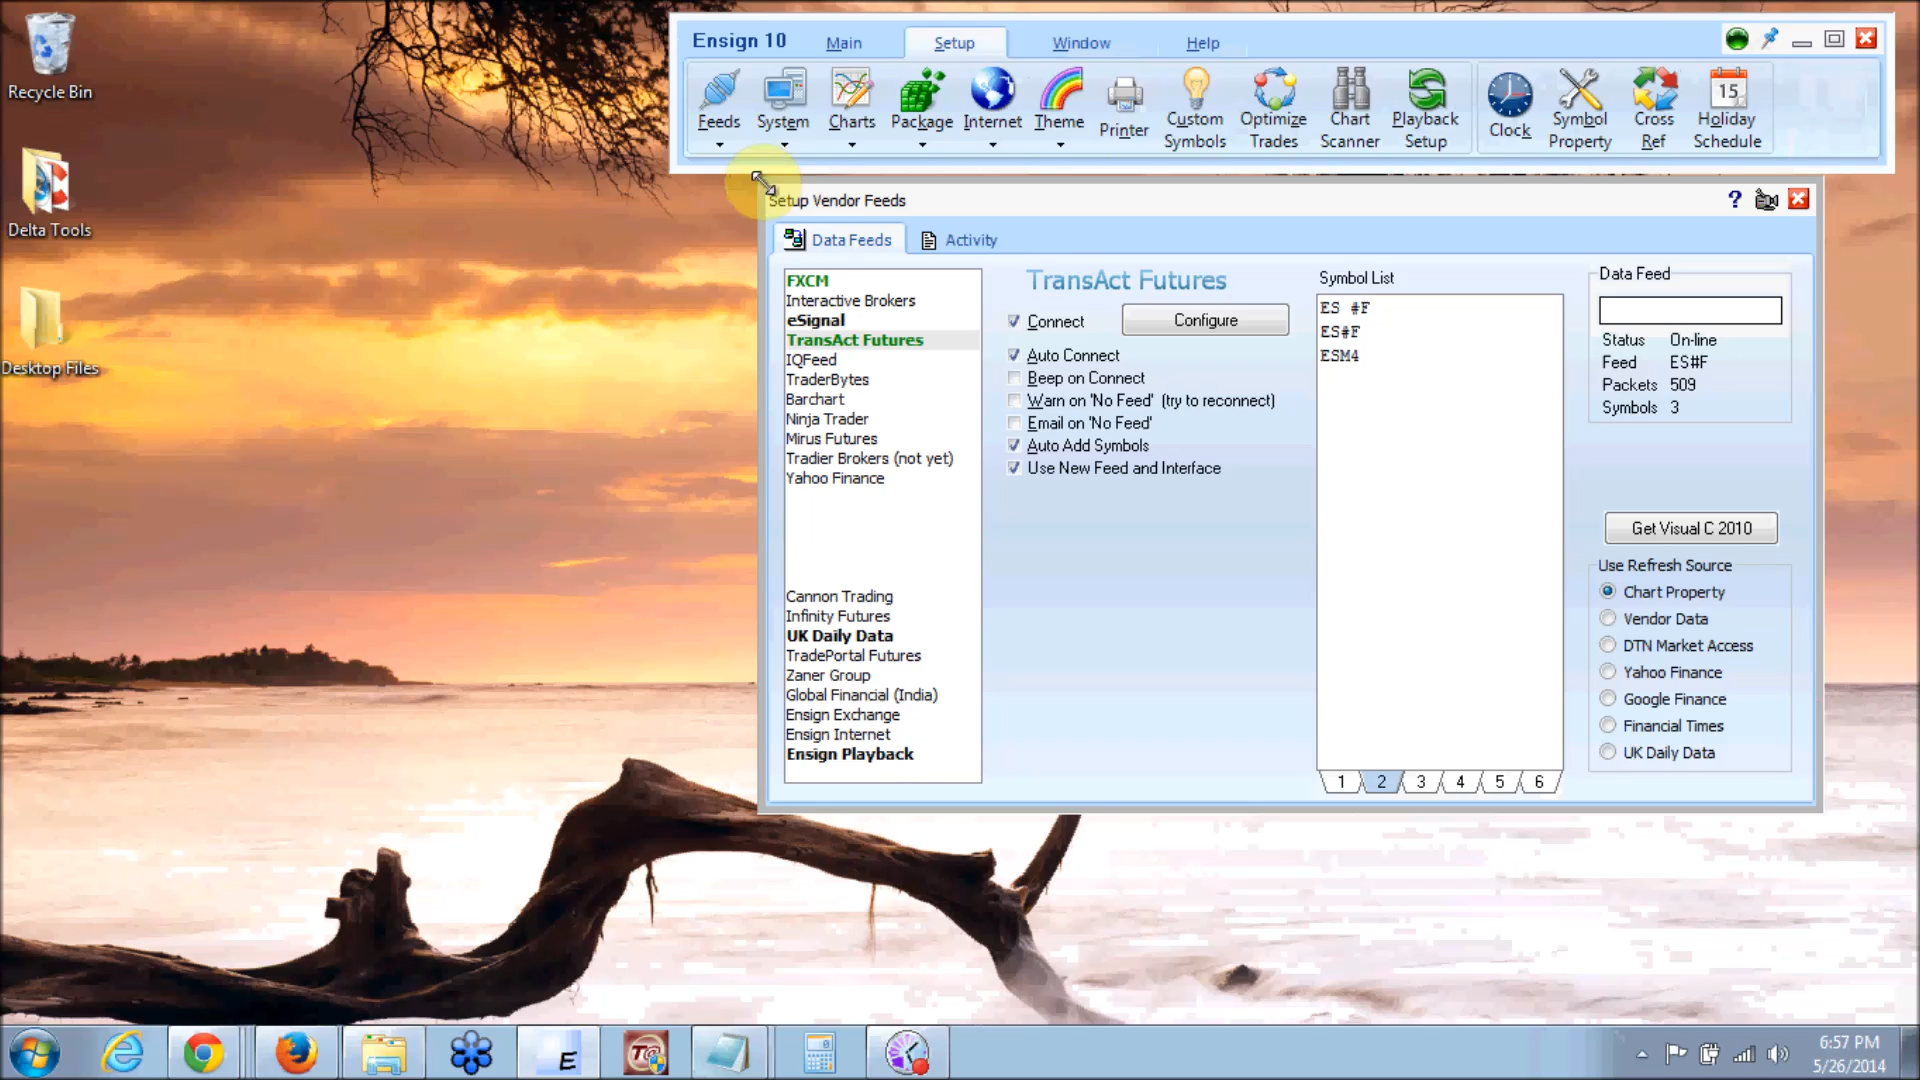 Recycle Bin
Delta Tools
Desktop Files
Ensign 10
Main
Setup
Window
Help
Feeds
System
Charts
Package
Internet
Theme
Printer
Custom
Symbols
Optimize
Trades
Chart
Scanner
Playback
Setup
Clock
Symbol
Property
Cross
Ref
15
Holiday
Schedule
Setup Vendor Feeds
?
Data Feeds
Activity
FXCM
Interactive Brokers
eSignal
TransAct Futures
IQFeed
TraderBytes
Barchart
Ninja Trader
Mirus Futures
Tradier Brokers (not yet)
Yahoo Finance
Cannon Trading
Infinity Futures
UK Daily Data
TradePortal Futures
Zaner Group
Global Financial (India)
Ensign Exchange
Ensign Internet
Ensign Playback
TransAct Futures
Connect
Configure
Auto Connect
Beep on Connect
Warn on 'No Feed' (try to reconnect)
Email on 'No Feed'
Auto Add Symbols
Use New Feed and Interface
Symbol List
ES #F
ES#F
ESM4
1 2 3 4 5 6
Data Feed
Status On-line
Feed ES#F
Packets 509
Symbols 3
Get Visual C 2010
Use Refresh Source
Chart Property
Vendor Data
DTN Market Access
Yahoo Finance
Google Finance
Financial Times
UK Daily Data
E
T@
6:57 PM
5/26/2014